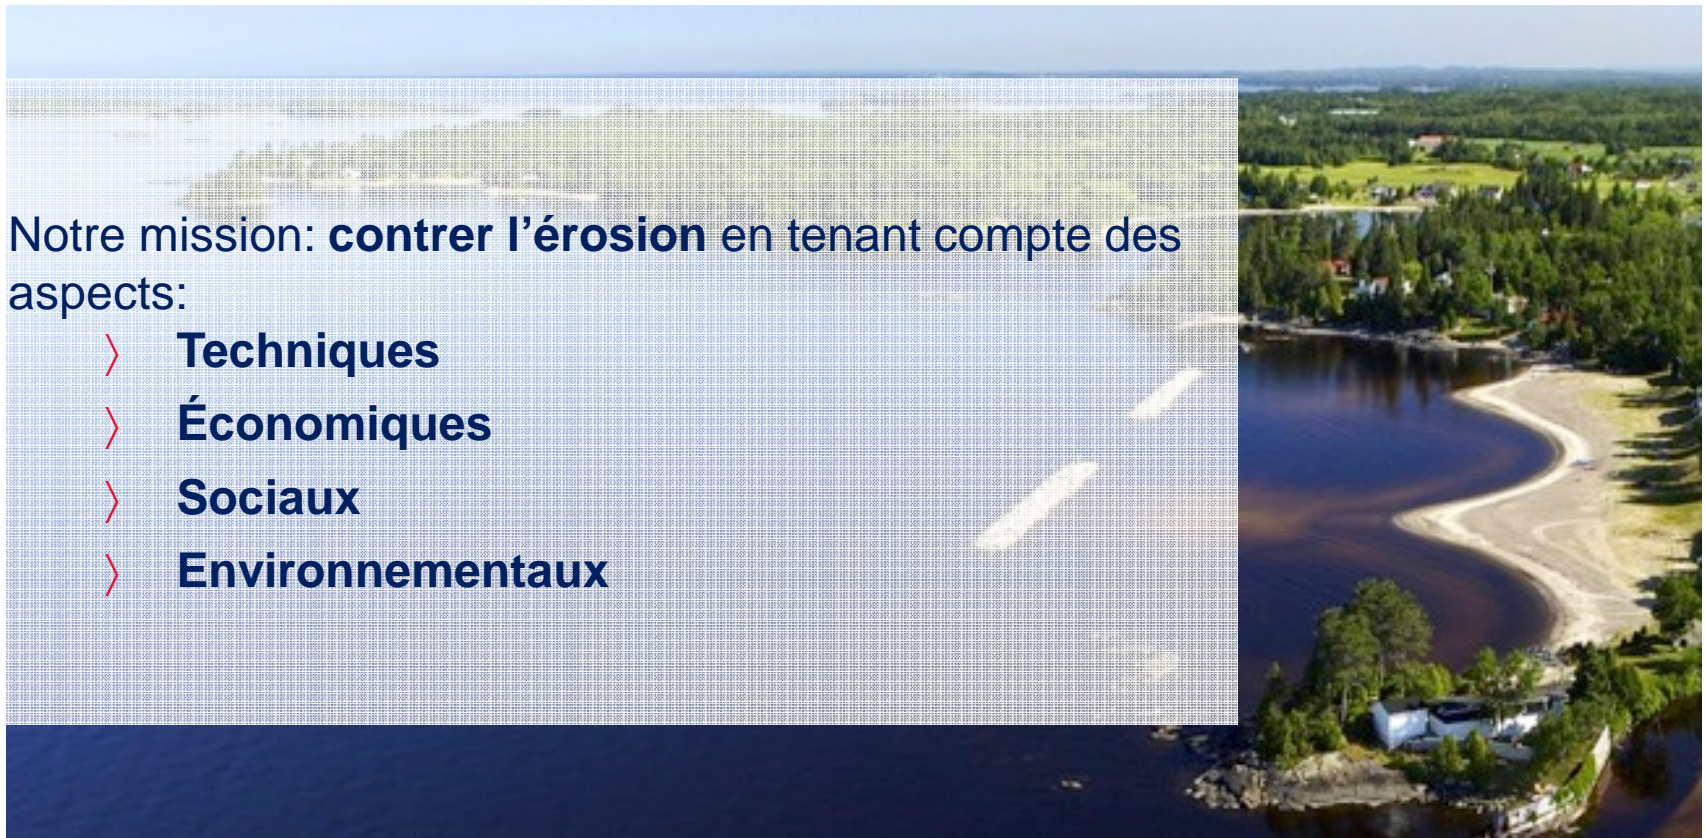 Notre mission: contrer l’érosion en tenant compte des
aspects:
〉 Techniques
〉 Économiques
〉 Sociaux
〉 Environnementaux